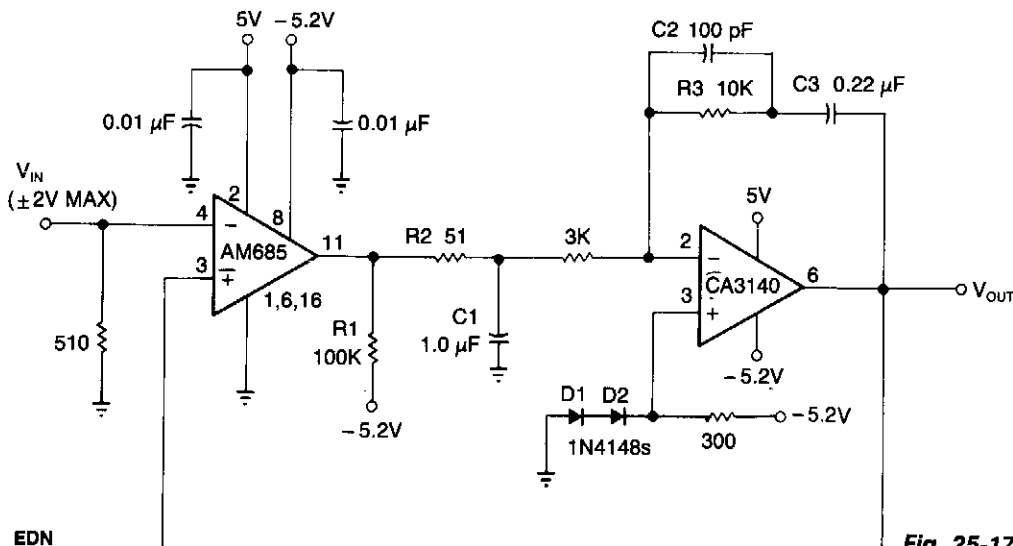 5V
−5.2V
C2 100 pF
R3 10K
C3 0.22 µF
0.01 µF
0.01 µF
V_IN
(±2V MAX)
2
8
4
−
AM685
11
3
+
1,6,16
510
R2 51
3K
R1
100K
−5.2V
C1
1.0 µF
5V
2
−
CA3140
6
3
+
V_OUT
−5.2V
D1 D2
−5.2V
1N4148s
300
EDN
Fig. 25-17